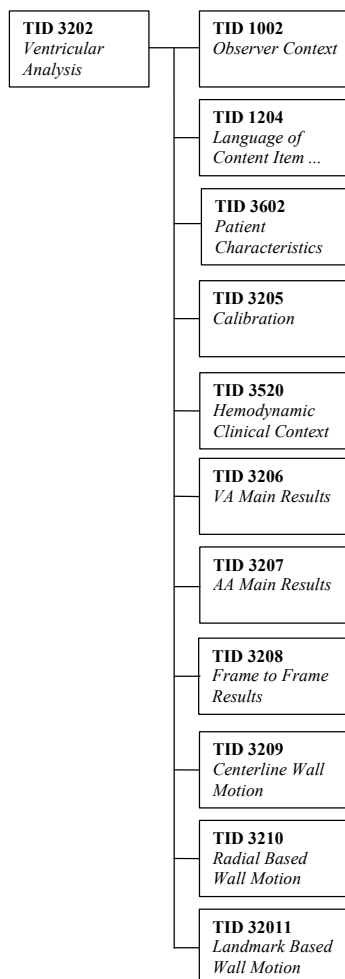 TID 3202
Ventricular
Analysis
TID 1002
Observer Context
TID 1204
Language of
Content Item ...
TID 3602
Patient
Characteristics
TID 3205
Calibration
TID 3520
Hemodynamic
Clinical Context
TID 3206
VA Main Results
TID 3207
AA Main Results
TID 3208
Frame to Frame
Results
TID 3209
Centerline Wall
Motion
TID 3210
Radial Based
Wall Motion
TID 32011
Landmark Based
Wall Motion